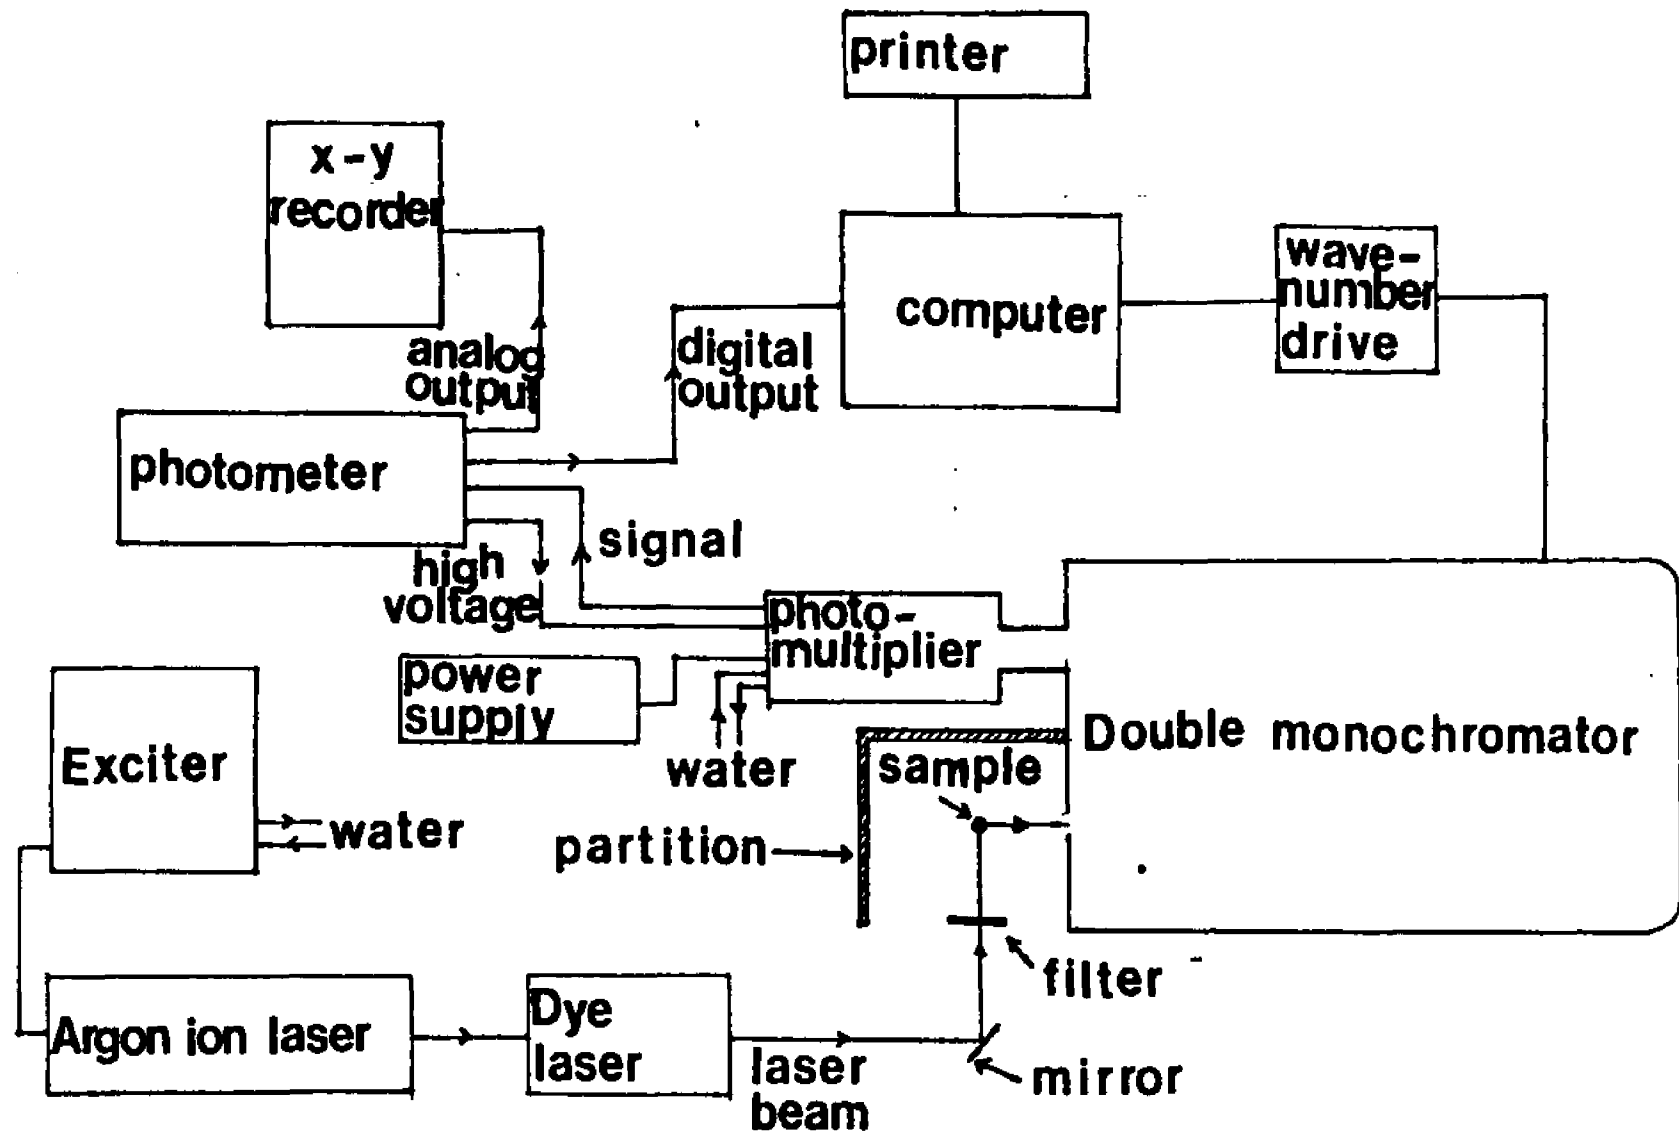 printer
x-y
recorder
wave-
number
drive
computer
analog
output
digital
output
photometer
signal
high
voltage
photo-
multiplier
power
supply
Double monochromator
Exciter
water
sample
water
partition
filter
Argon ion laser
Dye
laser
laser
beam
mirror